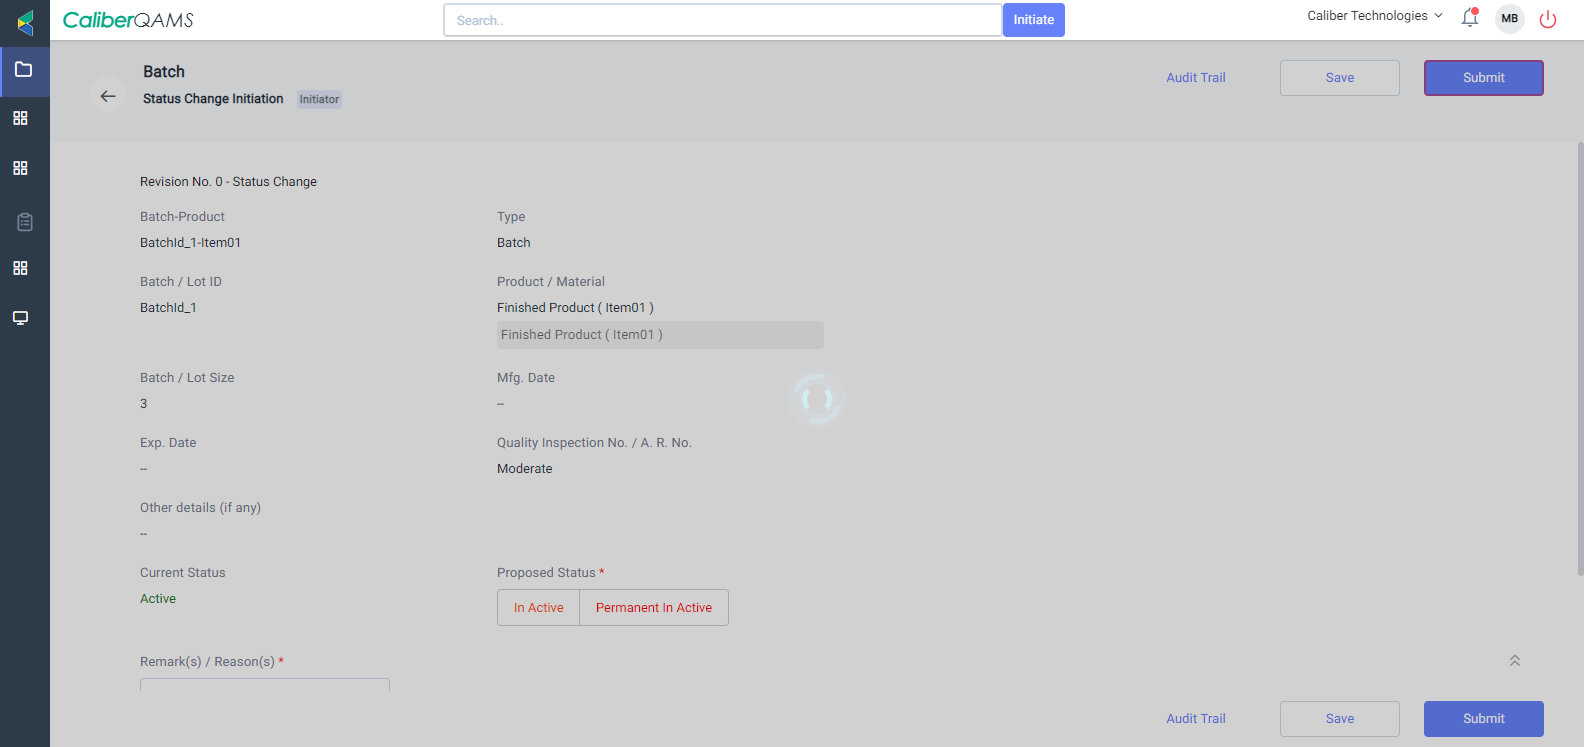 CaliberQAMS
Search..
Initiate
Caliber Technologies
MB
Batch
Status Change Initiation
Initiator
Audit Trail
Save
Submit
Revision No. 0 - Status Change
Batch-Product
Type
BatchId_1-Item01
Batch
Batch / Lot ID
Product / Material
BatchId_1
Finished Product ( Item01 )
Finished Product ( Item01 )
Batch / Lot Size
Mfg. Date
3
--
Exp. Date
Quality Inspection No. / A. R. No.
--
Moderate
Other details (if any)
--
Current Status
Proposed Status *
Active
In Active
Permanent In Active
Remark(s) / Reason(s) *
Audit Trail
Save
Submit